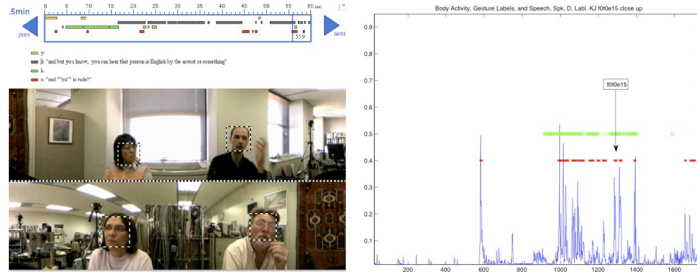 .5min
0 5 10 15 20 25 30 35 40 45 50 55 60 sec
prev
next
55.9
y:
j: "and but you know, you can hear that person is English by the accent or something"
k:
s: "and "'tu'" is rude?"
Body Activity, Gesture Labels, and Speech, Spk. D, Labl. KJ f0t0e15 close up
0.9
0.8
0.7
0.6
0.5
0.4
0.3
0.2
0.1
f0t0e15
200 400 600 800 1000 1200 1400 1600